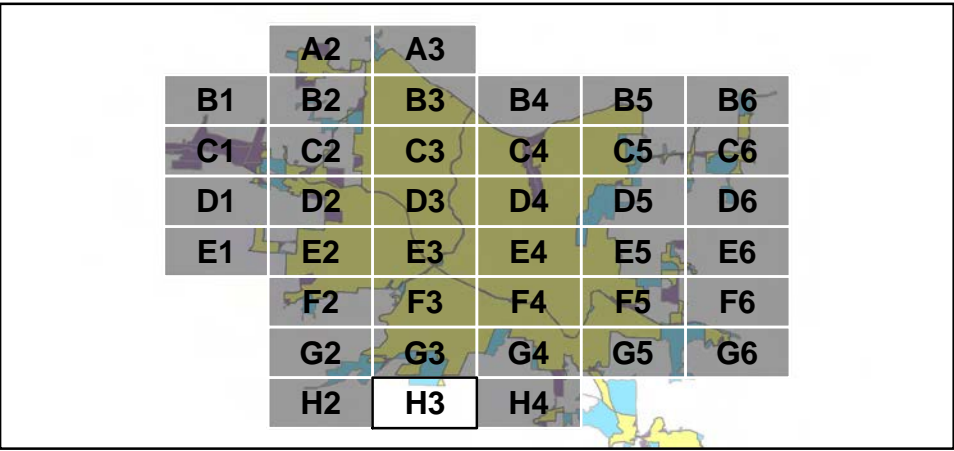 A2 A3
B1 B2 B3 B4 B5 B6
C1 C2 C3 C4 C5 C6
D1 D2 D3 D4 D5 D6
E1 E2 E3 E4 E5 E6
F2 F3 F4 F5 F6
G2 G3 G4 G5 G6
H2 H3 H4